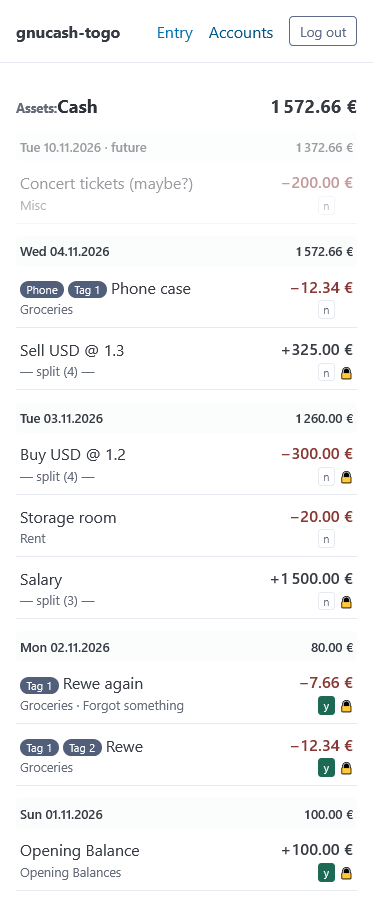 gnucash-togo Entry Accounts Log out
Assets:Cash 1 572.66 €
Tue 10.11.2026 · future 1 372.66 €
Concert tickets (maybe?) −200.00 €
Misc n
Wed 04.11.2026 1 572.66 €
Phone Tag 1 Phone case −12.34 €
Groceries n
Sell USD @ 1.3 +325.00 €
— split (4) — n
Tue 03.11.2026 1 260.00 €
Buy USD @ 1.2 −300.00 €
— split (4) — n
Storage room −20.00 €
Rent n
Salary +1 500.00 €
— split (3) — n
Mon 02.11.2026 80.00 €
Tag 1 Rewe again −7.66 €
Groceries · Forgot something y
Tag 1 Tag 2 Rewe −12.34 €
Groceries y
Sun 01.11.2026 100.00 €
Opening Balance +100.00 €
Opening Balances y